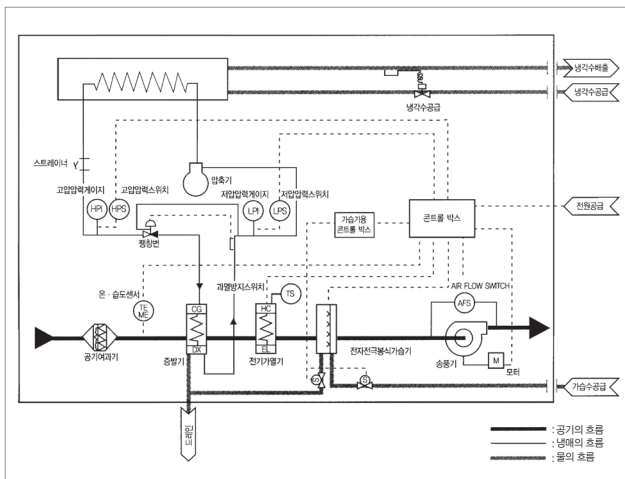 냉각수배출
냉각수공급
냉각수공급
스트레이너
압축기
고압압력게이지
고압압력스위치
저압압력게이지
저압압력스위치
HPI
HPS
LPI
LPS
가습기용
콘트롤 박스
콘트롤 박스
전원공급
팽창변
과열방지스위치
온 · 습도센서
TE
ME
CG
DX
HC
EL
TS
AIR FLOW SWITCH
AFS
공기여과기
증발기
전기가열기
전자전극봉식가습기
송풍기
M
모터
S
S
가습수공급
드레인
: 공기의 흐름
: 냉매의 흐름
: 물의 흐름